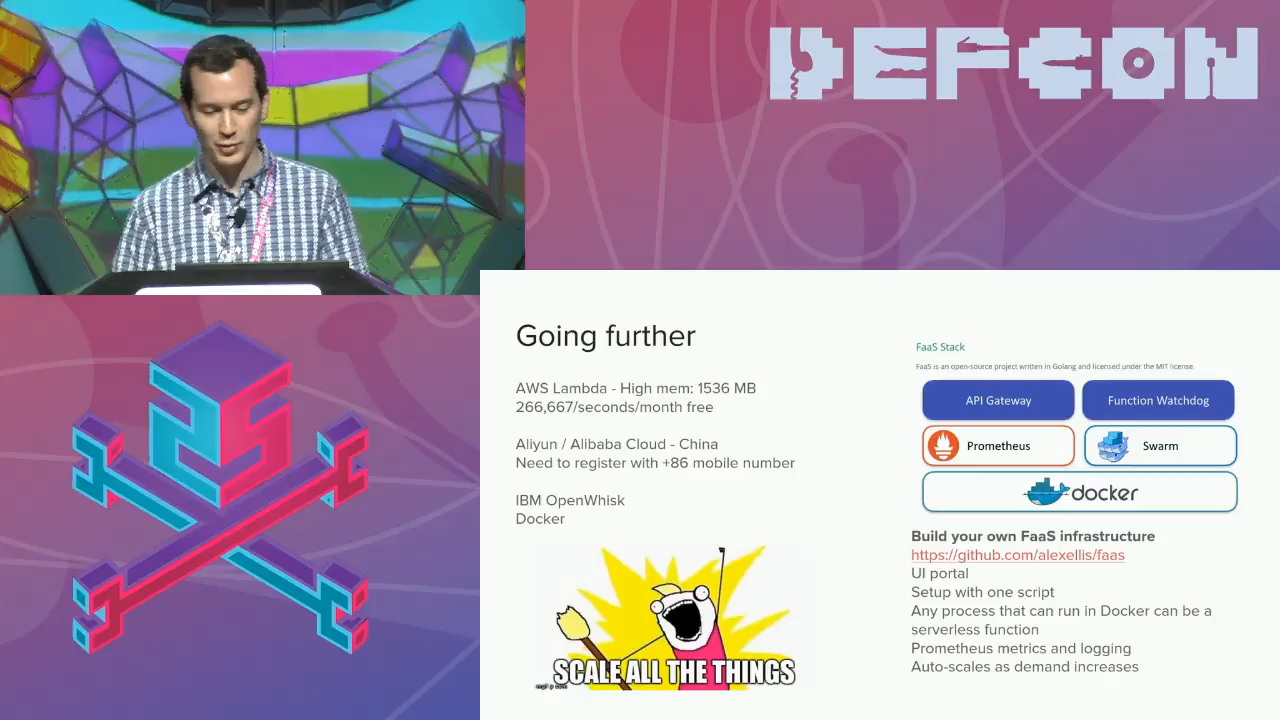 DEFCON
Going further
AWS Lambda - High mem: 1536 MB
266,667/seconds/month free
Aliyun / Alibaba Cloud - China
Need to register with +86 mobile number
IBM OpenWhisk
Docker
SCALE ALL THE THINGS
FaaS Stack
FaaS is an open-source project written in Golang and licensed under the MIT license
API Gateway
Function Watchdog
Prometheus
Swarm
docker
Build your own FaaS infrastructure
https://github.com/alexellis/faas
UI portal
Setup with one script
Any process that can run in Docker can be a
serverless function
Prometheus metrics and logging
Auto-scales as demand increases